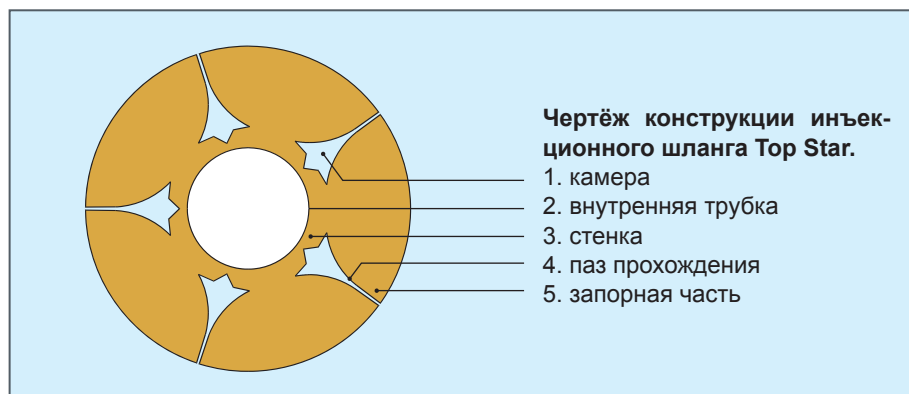 Чертёж конструкции инъек-
ционного шланга Top Star.
1. камера
2. внутренняя трубка
3. стенка
4. паз прохождения
5. запорная часть